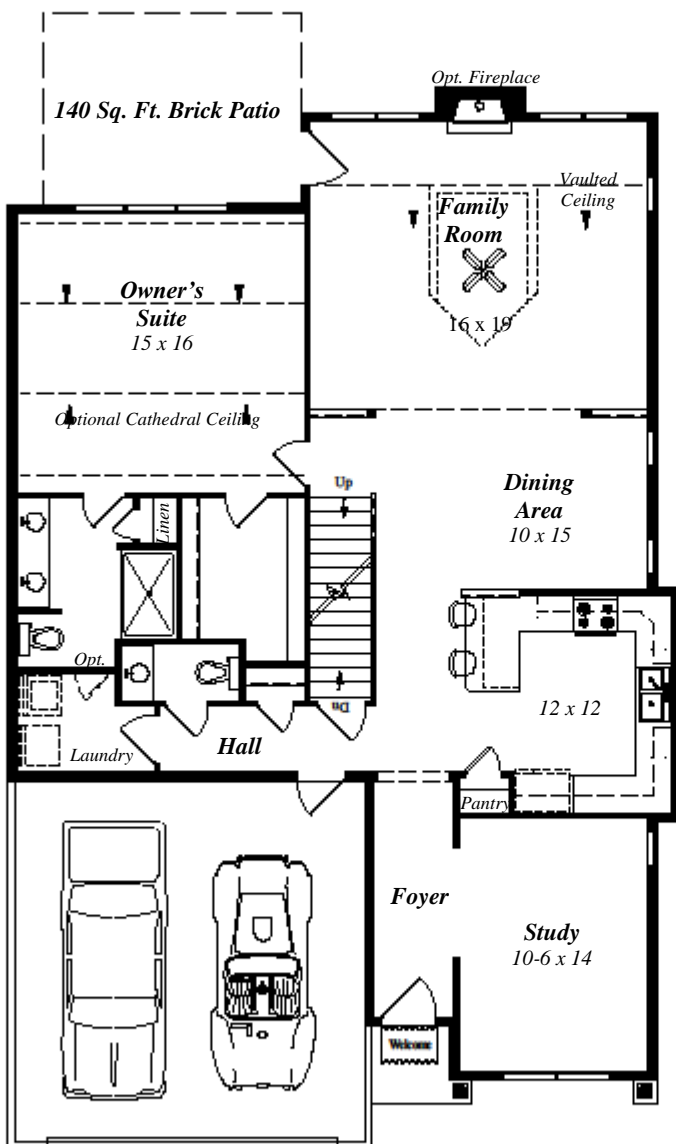 Opt. Fireplace
140 Sq. Ft. Brick Patio
Vaulted
Ceiling
Family
Room
16 x 19
Owner's
Suite
15 x 16
Optional Cathedral Ceiling
Up
Dining
Area
10 x 15
Linen
Opt.
12 x 12
Dn
Hall
Laundry
Pantry
Foyer
Study
10-6 x 14
Welcome